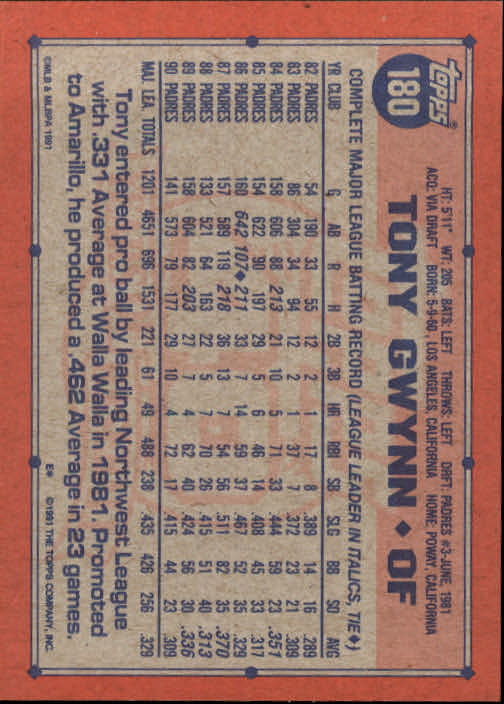 Topps®
180
HT: 5'11" WT: 205 BATS: LEFT THROWS: LEFT DRFT: PADRES #3-JUNE, 1981
ACQ: VIA DRAFT BORN: 5-9-60, LOS ANGELES, CALIFORNIA HOME: POWAY, CALIFORNIA
TONY GWYNN ◆ OF
COMPLETE MAJOR LEAGUE BATTING RECORD (LEAGUE LEADER IN ITALICS, TIE◆)
YR CLUB G AB R H 2B 3B HR RBI SB SLG BB SO AVG
82 PADRES 54 190 33 55 12 2 1 17 8 .389 14 16 .289
83 PADRES 86 304 34 94 12 2 1 37 7 .372 23 21 .309
84 PADRES 158 606 88 213 21 10 5 71 33 .444 59 23 .351
85 PADRES 154 622 90 197 29 5 6 46 14 .408 45 33 .317
86 PADRES 160 642 107◆ 211 33 7 14 59 37 .467 52 35 .329
87 PADRES 157 589 119 218 36 13 7 54 56 .511 82 35 .370
88 PADRES 133 521 64 163 22 5 7 70 26 .415 51 40 .313
89 PADRES 158 604 82 203 27 7 4 62 40 .424 56 30 .336
90 PADRES 141 573 79 177 29 10 4 72 17 .415 44 23 .309
MAJ. LEA. TOTALS 1201 4651 696 1531 221 61 49 488 238 .435 426 256 .329
Tony entered pro ball by leading Northwest League
with .331 Average at Walla Walla in 1981. Promoted
to Amarillo, he produced a .462 Average in 23 games.
©MLB & MLBPA 1991 E* ©1991 THE TOPPS COMPANY, INC.